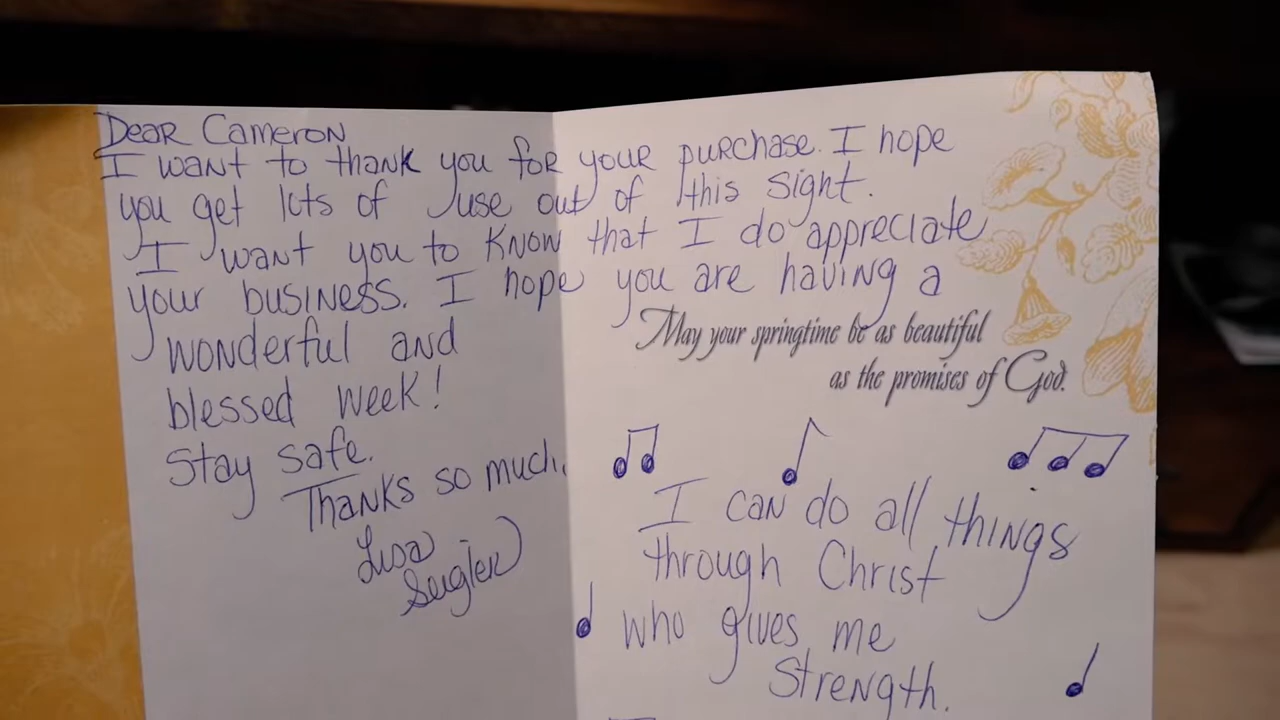 Dear Cameron
I want to thank you for your purchase. I hope
you get lots of use out of this sight.
I want you to know that I do appreciate
your business. I hope you are having a
wonderful and
blessed week!
Stay safe.
Thanks so much,
Lisa
Seigler
May your springtime be as beautiful
as the promises of God.
I can do all things
through Christ
who gives me
Strength.